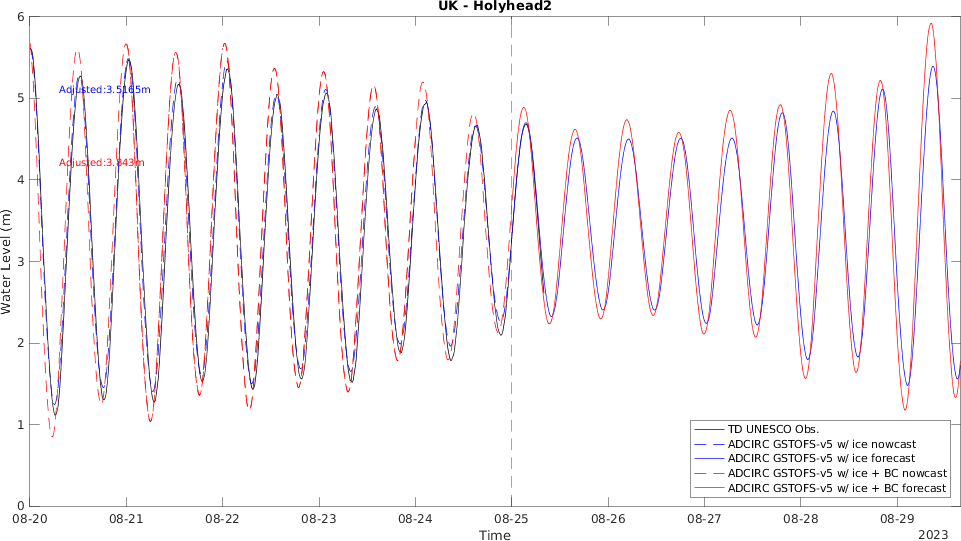 UK - Holyhead2
6
5
4
3
2
1
0
Water Level (m)
Adjusted:3.5165m
Adjusted:3.843m
TD UNESCO Obs.
ADCIRC GSTOFS-v5 w/ ice nowcast
ADCIRC GSTOFS-v5 w/ ice forecast
ADCIRC GSTOFS-v5 w/ ice + BC nowcast
ADCIRC GSTOFS-v5 w/ ice + BC forecast
08-20 08-21 08-22 08-23 08-24 08-25 08-26 08-27 08-28 08-29
Time
2023